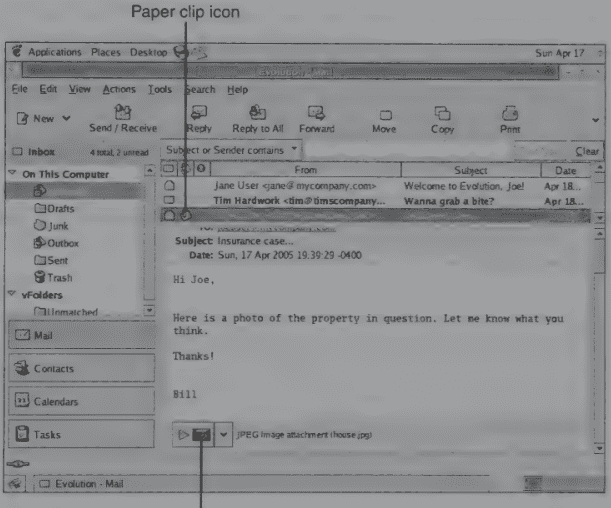 Paper clip icon
Applications Places Desktop
Sun Apr 17
Evolution - Mail
File Edit View Actions Tools Search Help
New
Send / Receive
Reply
Reply to All
Forward
Move
Copy
Print
Inbox
4 total, 2 unread
Subject or Sender contains
Clear
On This Computer
Drafts
Junk
Outbox
Sent
Trash
vFolders
Unmatched
Mail
Contacts
Calendars
Tasks
From
Subject
Date
Jane User <jane@mycompany.com>
Welcome to Evolution, Joe!
Apr 18...
Tim Hardwork <tim@timscompany...
Wanna grab a bite?
Apr 18...
Subject: Insurance case...
Date: Sun, 17 Apr 2005 19:39:29 -0400
Hi Joe,
Here is a photo of the property in question. Let me know what you
think.
Thanks!
Bill
JPEG image attachment (house.jpg)
Evolution - Mail